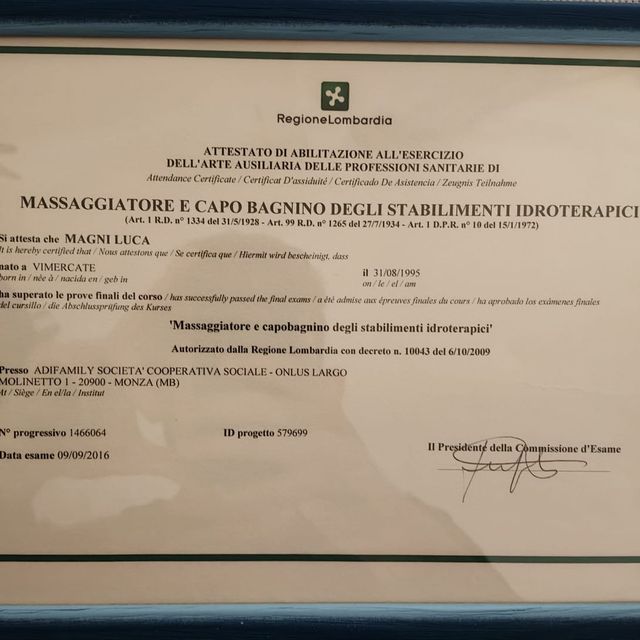 RegioneLombardia
ATTESTATO DI ABILITAZIONE ALL'ESERCIZIO
DELL'ARTE AUSILIARIA DELLE PROFESSIONI SANITARIE DI
Attendance Certificate / Certificat D'assiduité / Certificado De Asistencia / Zeugnis Teilnahme
MASSAGGIATORE E CAPO BAGNINO DEGLI STABILIMENTI IDROTERAPICI
(Art. 1 R.D. n° 1334 del 31/5/1928 - Art. 99 R.D. n° 1265 del 27/7/1934 - Art. 1 D.P.R. n° 10 del 15/1/1972)
Si attesta che MAGNI LUCA
It is hereby certified that / Nous attestons que / Se certifica que / Hiermit wird bescheinigt, dass
nato a VIMERCATE il 31/08/1995
born in / née à / nacida en / geb in on / le / el / am
ha superato le prove finali del corso / has successfully passed the final exams / a été admise aux épreuves finales du cours / ha aprobado los exámenes finales
del cursillo / die Abschlussprüfung des Kurses
'Massaggiatore e capobagnino degli stabilimenti idroterapici'
Autorizzato dalla Regione Lombardia con decreto n. 10043 del 6/10/2009
Presso ADIFAMILY SOCIETA' COOPERATIVA SOCIALE - ONLUS LARGO
MOLINETTO 1 - 20900 - MONZA (MB)
At / Siège / En el/la / Institut
N° progressivo 1466064 ID progetto 579699
Data esame 09/09/2016
Il Presidente della Commissione d'Esame